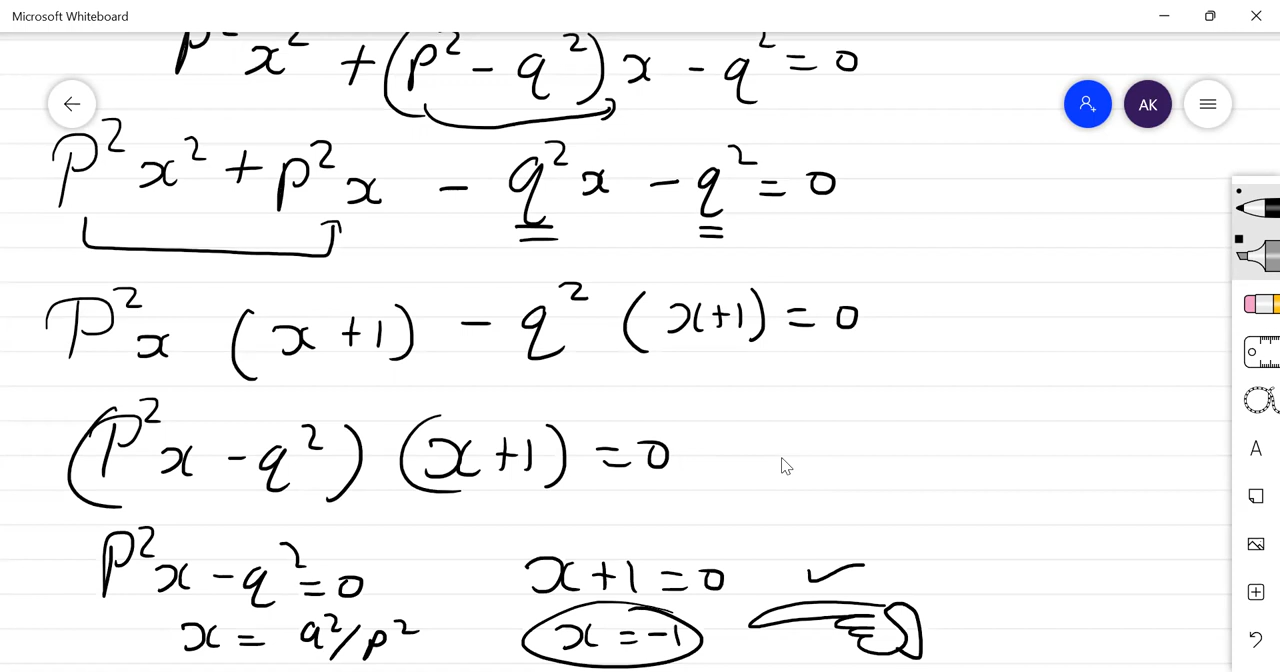 Microsoft Whiteboard
p²x² + (p² - q²)x - q² = 0
AK
P²x² + p²x - q²x - q² = 0
P²x (x+1) - q² (x+1) = 0
(P²x - q²) (x+1) = 0
P²x - q² = 0 x+1 = 0
x = q²/p² x = -1
A